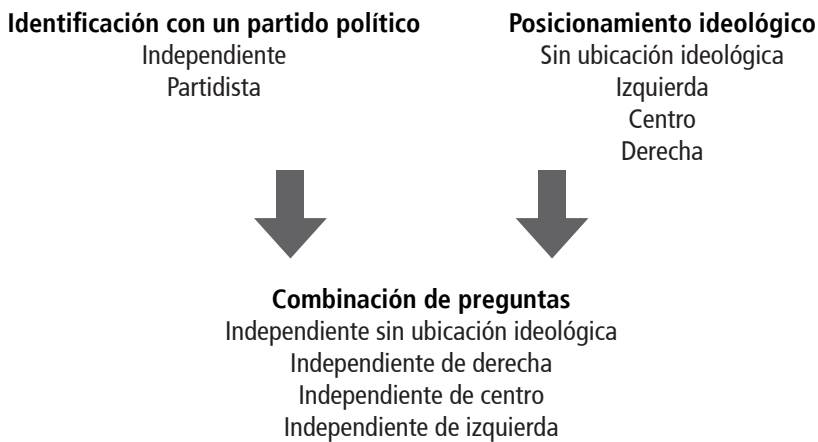 Identificación con un partido político
Independiente
Partidista
Posicionamiento ideológico
Sin ubicación ideológica
Izquierda
Centro
Derecha
Combinación de preguntas
Independiente sin ubicación ideológica
Independiente de derecha
Independiente de centro
Independiente de izquierda